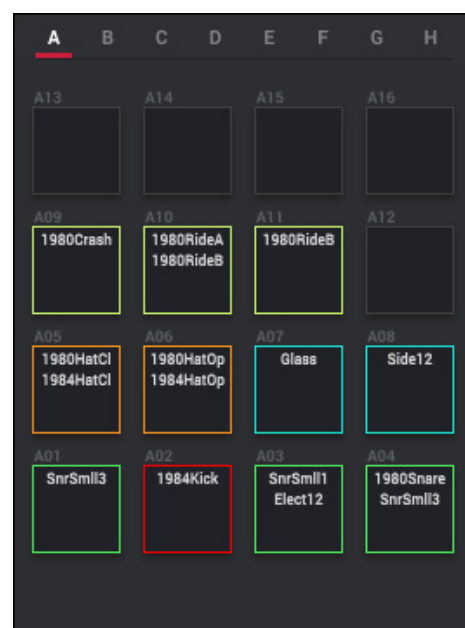 A B C D E F G H
A13 A14 A15 A16
A09 A10 A11 A12
1980Crash 1980RideA 1980RideB
1980RideB
A05 A06 A07 A08
1980HatCl 1980HatOp Glass Side12
1984HatCl 1984HatOp
A01 A02 A03 A04
SnrSmll3 1984Kick SnrSmll1 1980Snare
Elect12 SnrSmll3